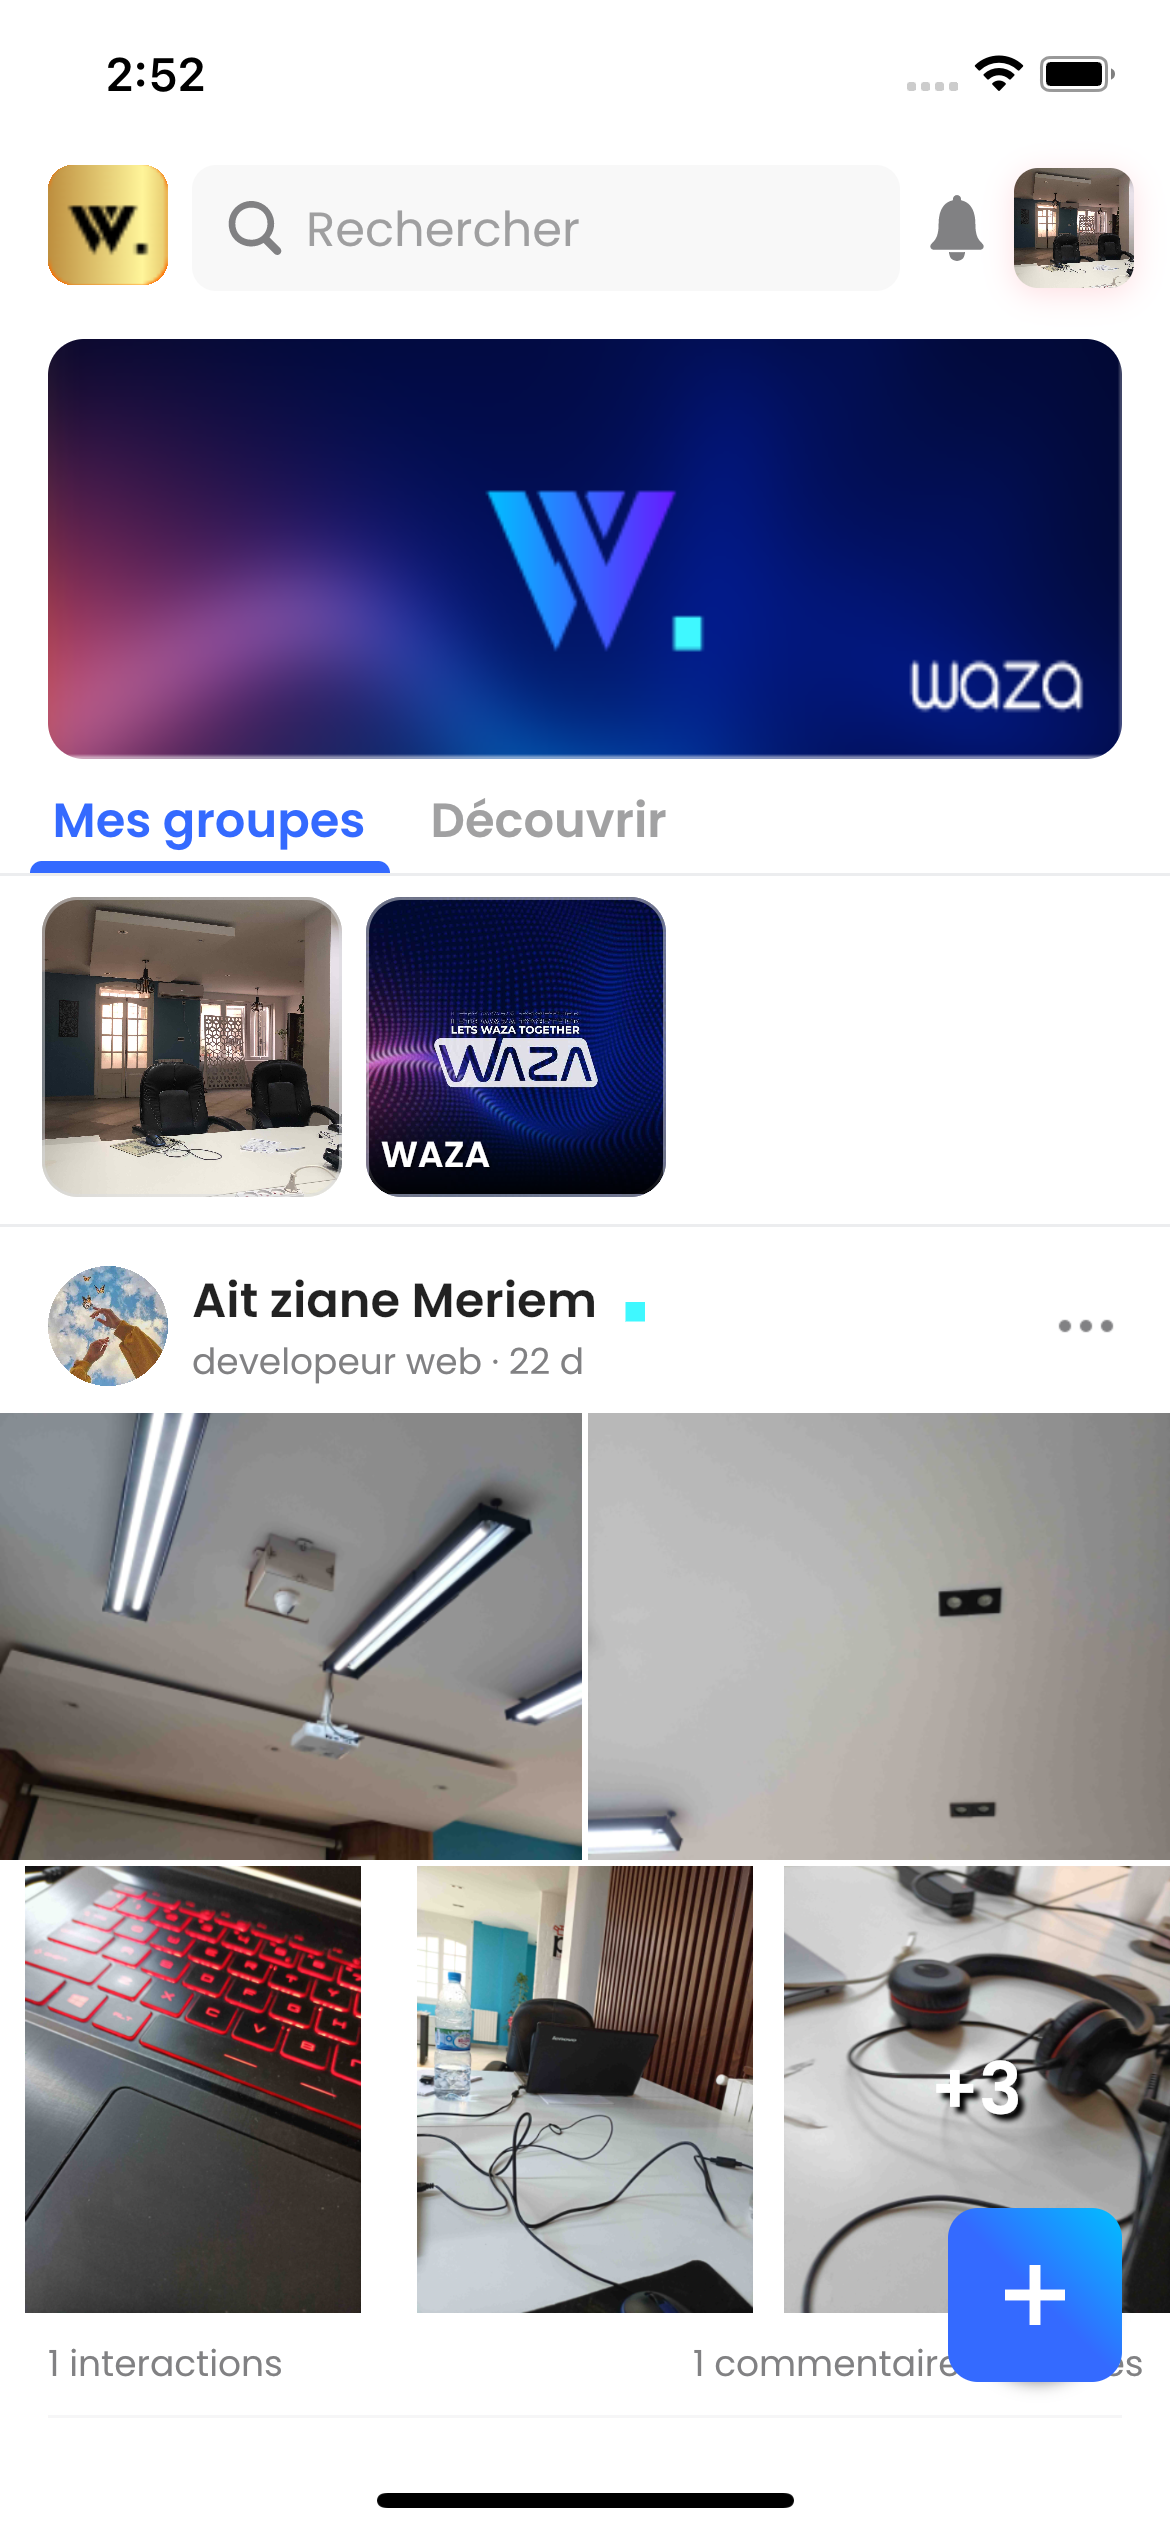 2:52
W.
Rechercher
W.
waza
Mes groupes
Découvrir
LETS WAZA TOGETHER
WAZA
WAZA
Ait ziane Meriem
developeur web · 22 d
+3
1 interactions
1 commentaire